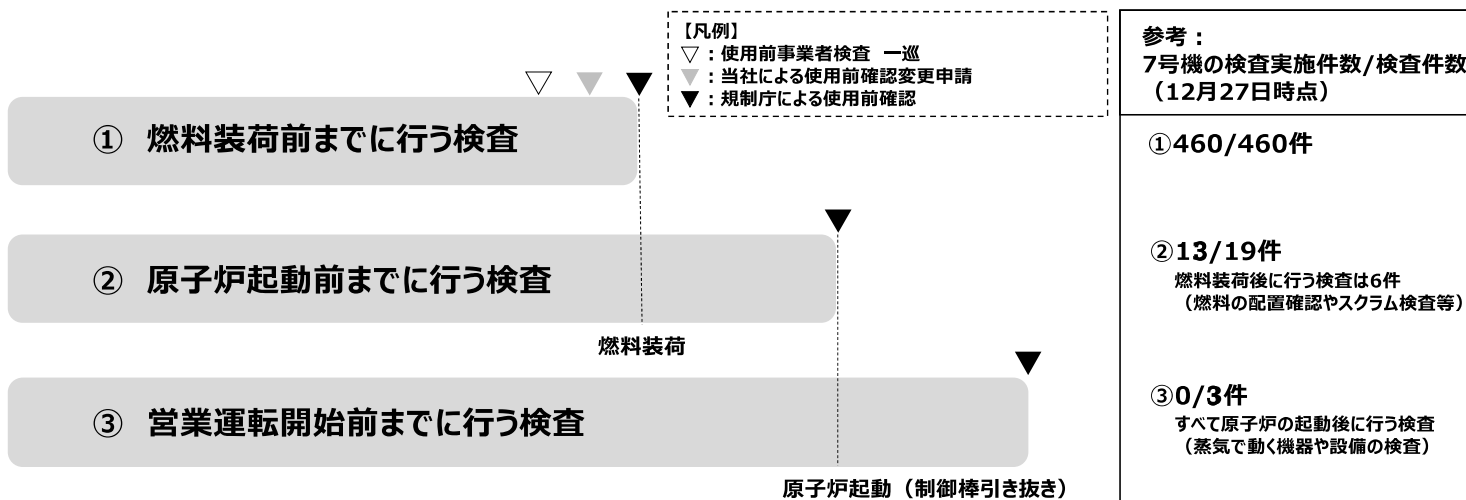 【凡例】
▽:使用前事業者検査 一巡
▼:当社による使用前確認変更申請
▼:規制庁による使用前確認
① 燃料装荷前までに行う検査
② 原子炉起動前までに行う検査
燃料装荷
③ 営業運転開始前までに行う検査
原子炉起動(制御棒引き抜き)
参考:
7号機の検査実施件数/検査件数
(12月27日時点)
①460/460件
②13/19件
燃料装荷後に行う検査は6件
(燃料の配置確認やスクラム検査等)
③0/3件
すべて原子炉の起動後に行う検査
(蒸気で動く機器や設備の検査)